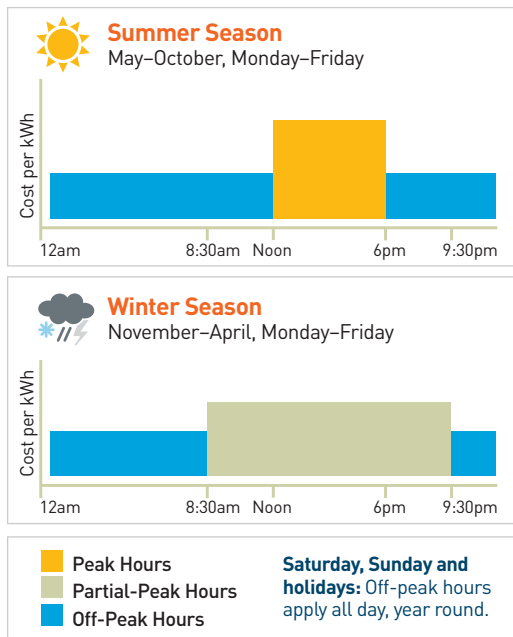 Summer Season
May–October, Monday–Friday
Cost per kWh
12am 8:30am Noon 6pm 9:30pm
Winter Season
November–April, Monday–Friday
Cost per kWh
12am 8:30am Noon 6pm 9:30pm
Peak Hours
Partial-Peak Hours
Off-Peak Hours
Saturday, Sunday and
holidays: Off-peak hours
apply all day, year round.